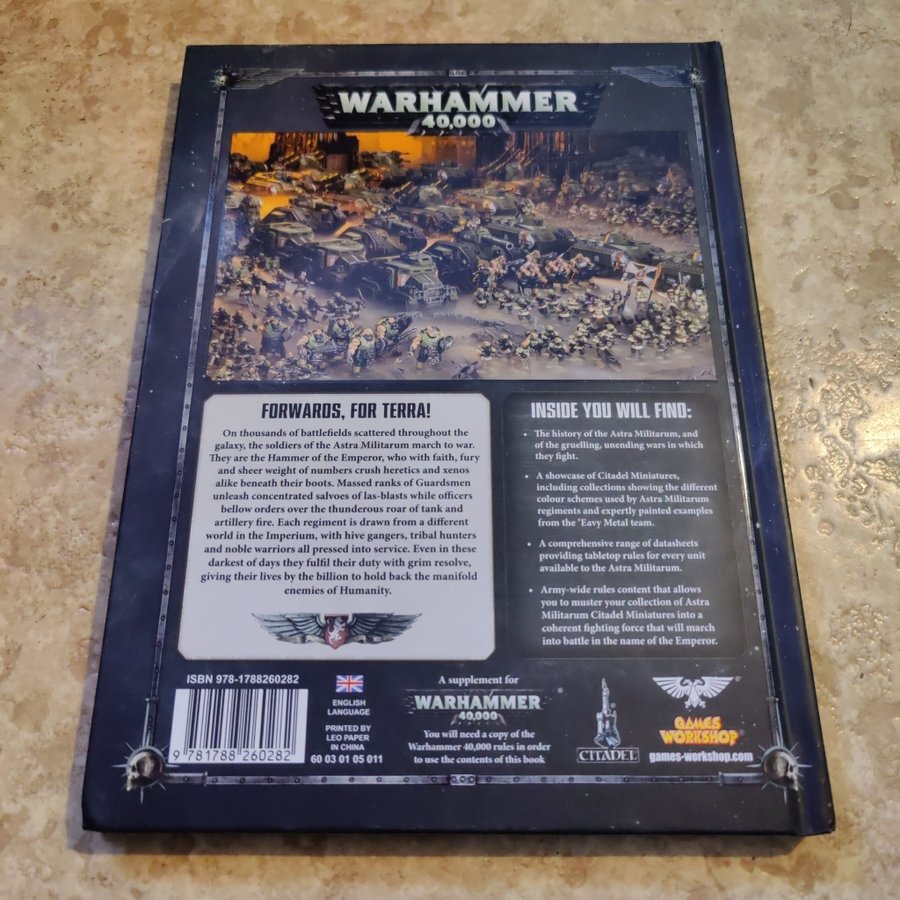 WARHAMMER
40,000
FORWARDS, FOR TERRA!
On thousands of battlefields scattered throughout the
galaxy, the soldiers of the Astra Militarum march to war.
They are the Hammer of the Emperor, who with faith, fury
and sheer weight of numbers crush heretics and xenos
alike beneath their boots. Massed ranks of Guardsmen
unleash concentrated salvoes of las-blasts while officers
bellow orders over the thunderous roar of tank and
artillery fire. Each regiment is drawn from a different
world in the Imperium, with hive gangers, tribal hunters
and noble warriors all pressed into service. Even in these
darkest of days they fulfil their duty with grim resolve,
giving their lives by the billion to hold back the manifold
enemies of Humanity.
INSIDE YOU WILL FIND:
• The history of the Astra Militarum, and
of the gruelling, unending wars in which
they fight.
• A showcase of Citadel Miniatures,
including collections showing the different
colour schemes used by Astra Militarum
regiments and expertly painted examples
from the 'Eavy Metal team.
• A comprehensive range of datasheets
providing tabletop rules for every unit
available to the Astra Militarum.
• Army-wide rules content that allows
you to muster your collection of Astra
Militarum Citadel Miniatures into a
coherent fighting force that will march
into battle in the name of the Emperor.
ISBN 978-1788260282
9 781788 260282
ENGLISH
LANGUAGE
PRINTED BY
LEO PAPER
IN CHINA
60 03 01 05 011
A supplement for
WARHAMMER
40,000
You will need a copy of the
Warhammer 40,000 rules in order
to use the contents of this book
CITADEL
GAMES
WORKSHOP
games-workshop.com